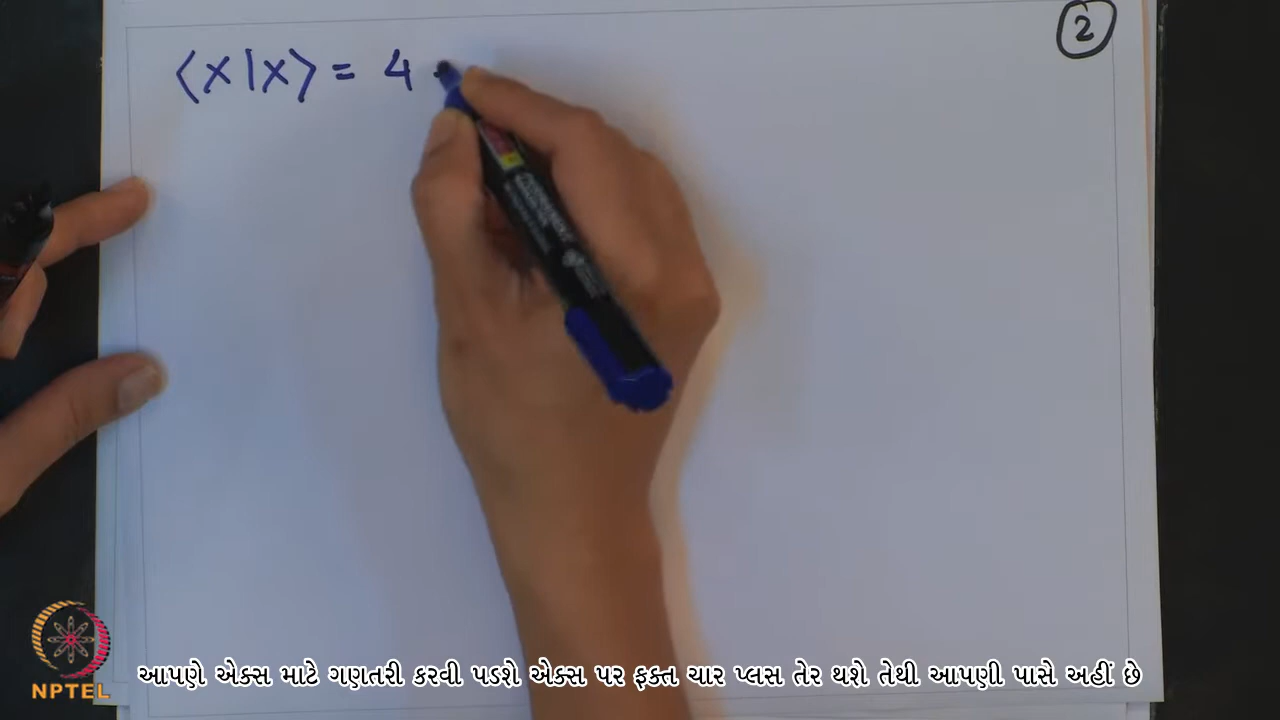 2
⟨x|x⟩ = 4
NPTEL
આપણે એક્સ માટે ગણતરી કરવી પડશે એક્સ પર ફક્ત ચાર પ્લસ તેર થશે તેથી આપણી પાસે અહીં છે